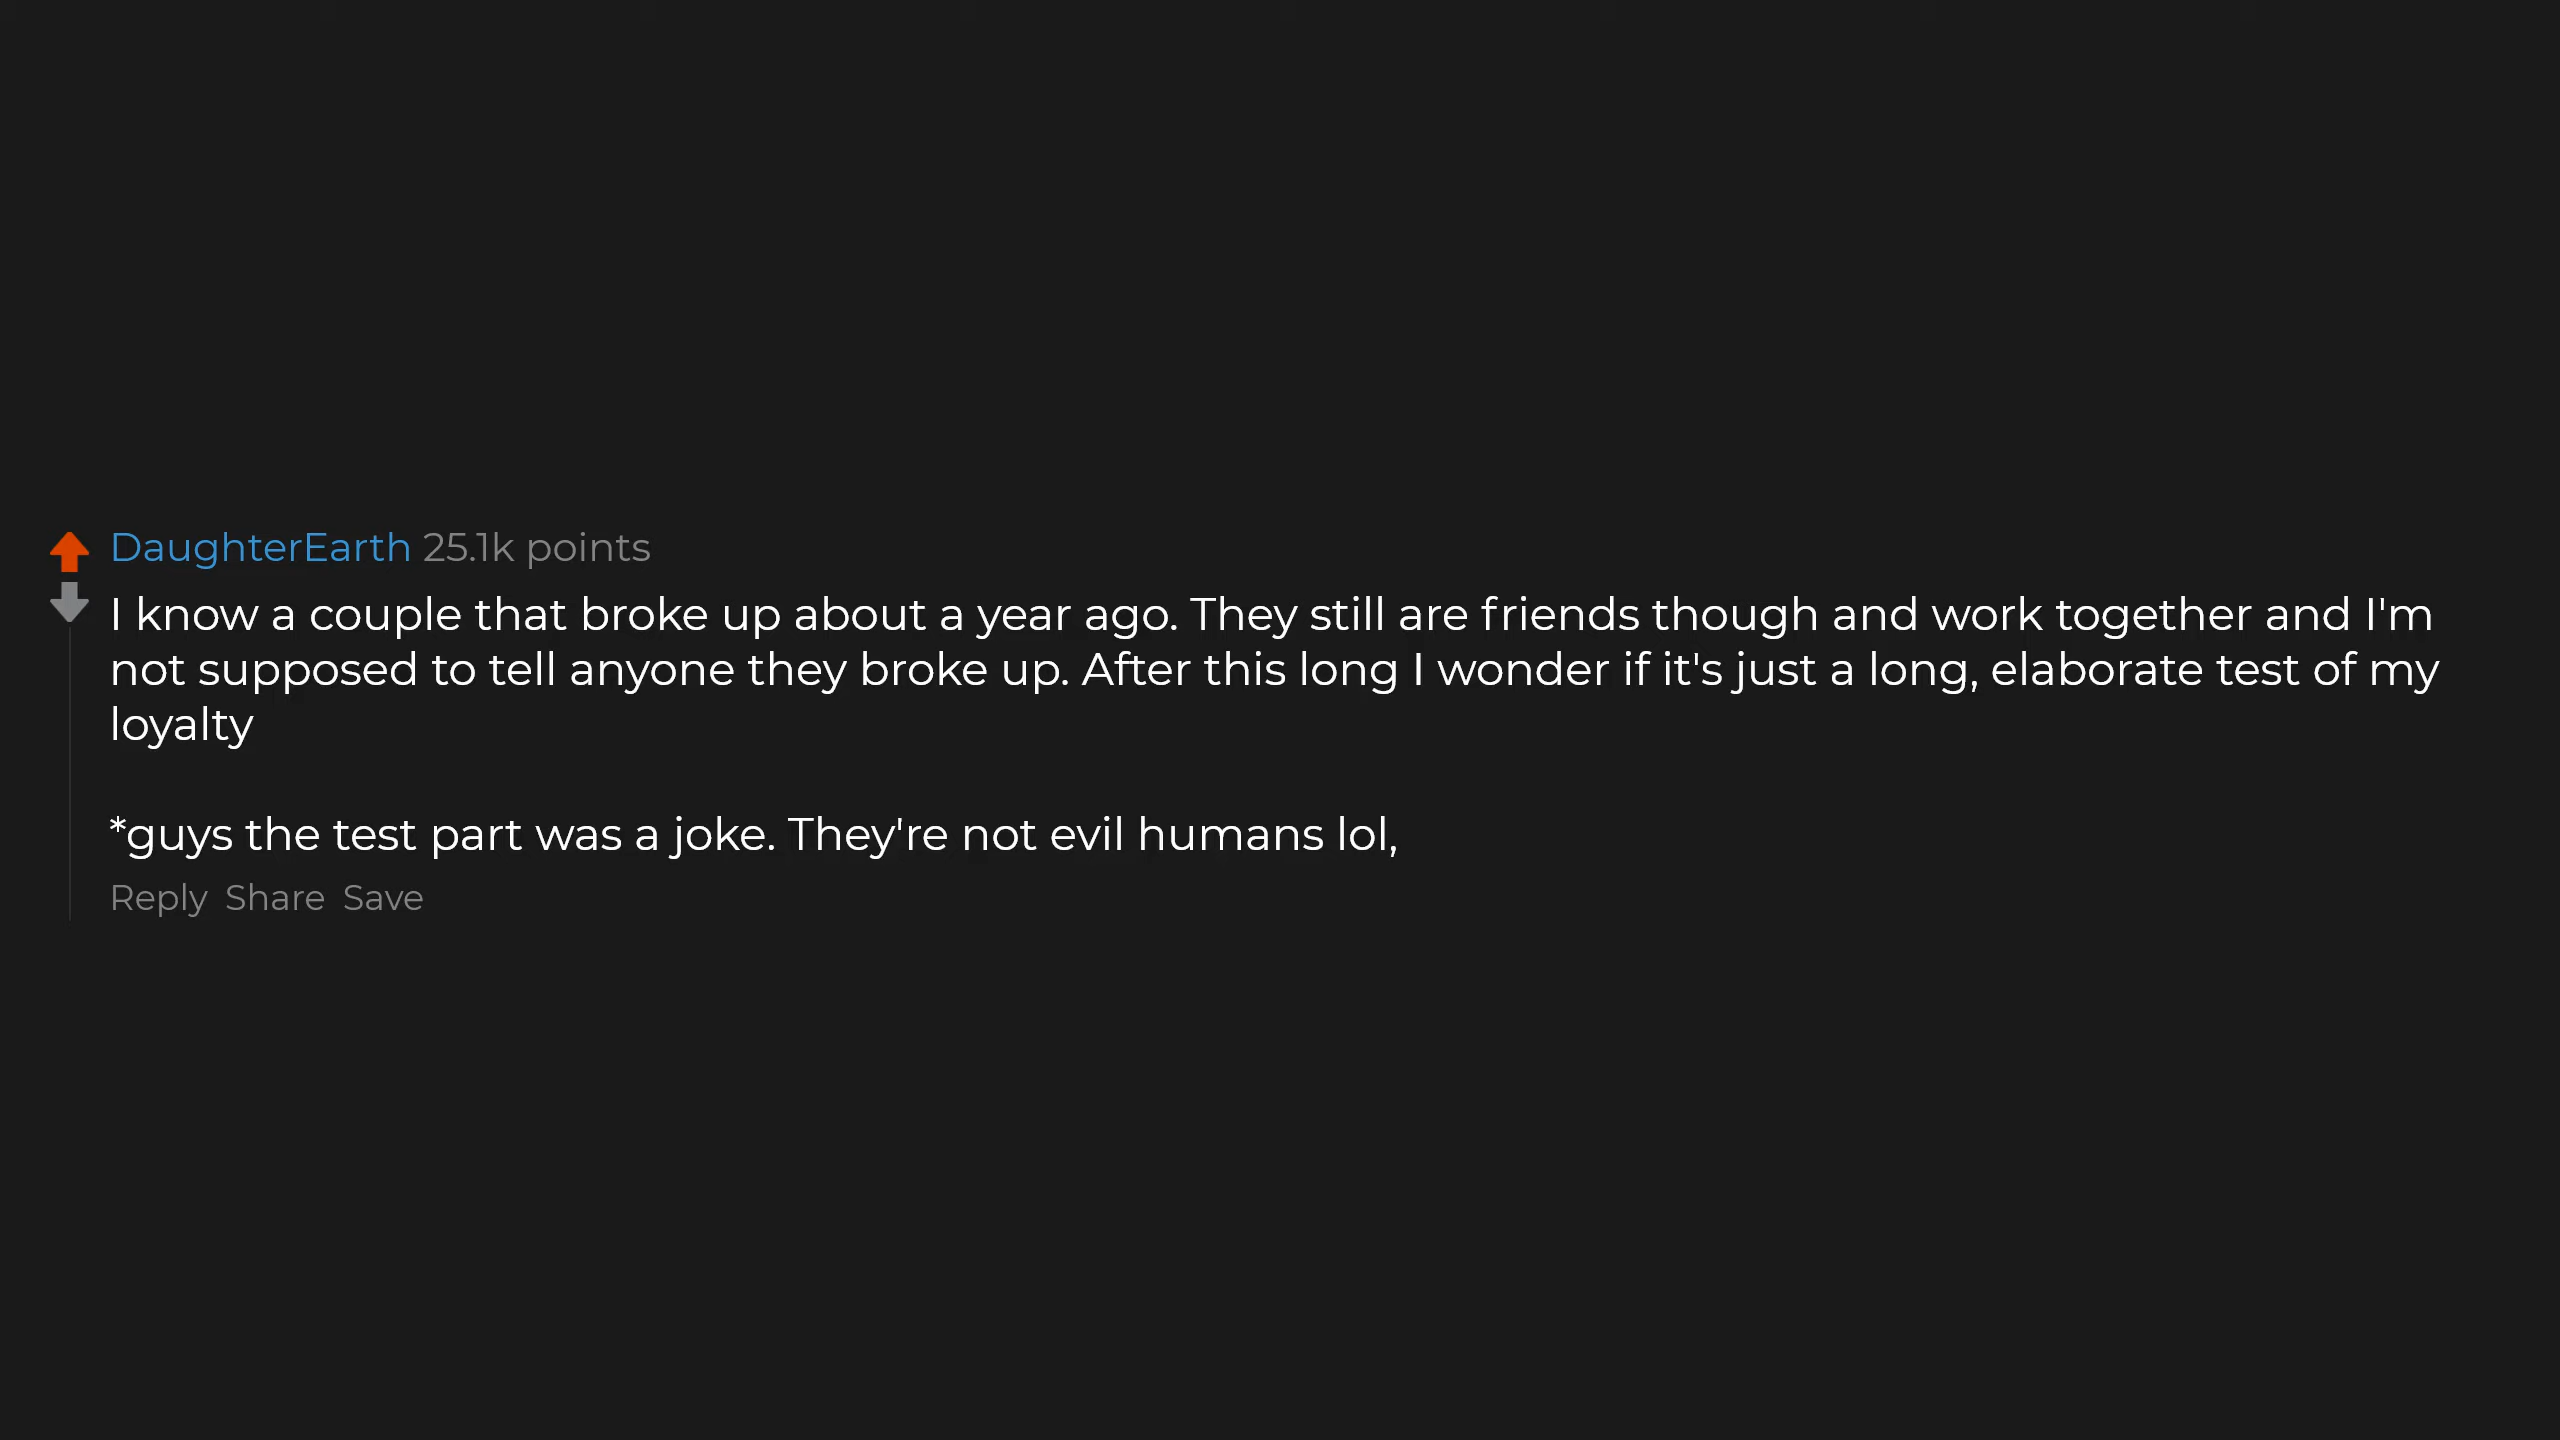 DaughterEarth 25.1k points
I know a couple that broke up about a year ago. They still are friends though and work together and I'm
not supposed to tell anyone they broke up. After this long I wonder if it's just a long, elaborate test of my
loyalty
*guys the test part was a joke. They're not evil humans lol,
Reply Share Save